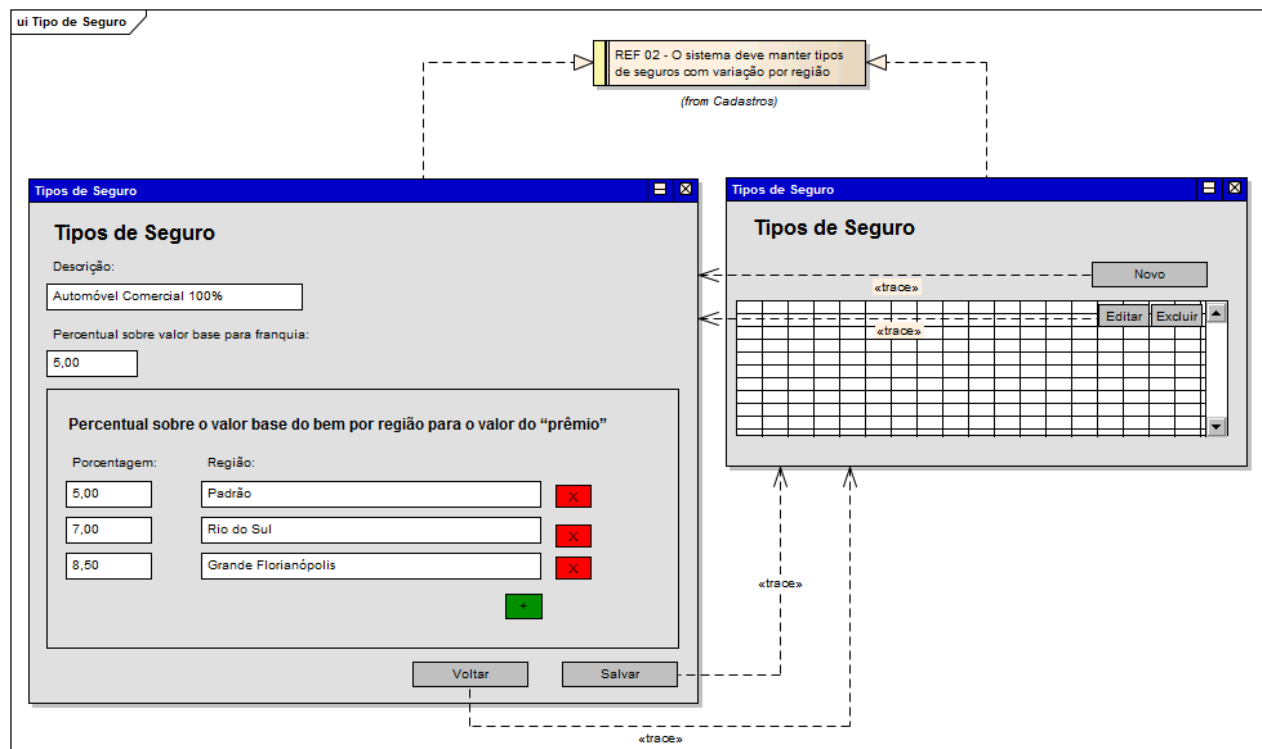 ui Tipo de Seguro
REF 02 - O sistema deve manter tipos
de seguros com variação por região
(from Cadastros)
Tipos de Seguro
Tipos de Seguro
Descrição:
Automóvel Comercial 100%
Percentual sobre valor base para franquia:
5,00
Percentual sobre o valor base do bem por região para o valor do “prêmio”
Porcentagem: Região:
5,00 Padrão X
7,00 Rio do Sul X
8,50 Grande Florianópolis X
+
Voltar Salvar
Tipos de Seguro
Tipos de Seguro
Novo
«trace»
Editar Excluir
«trace»
«trace»
«trace»